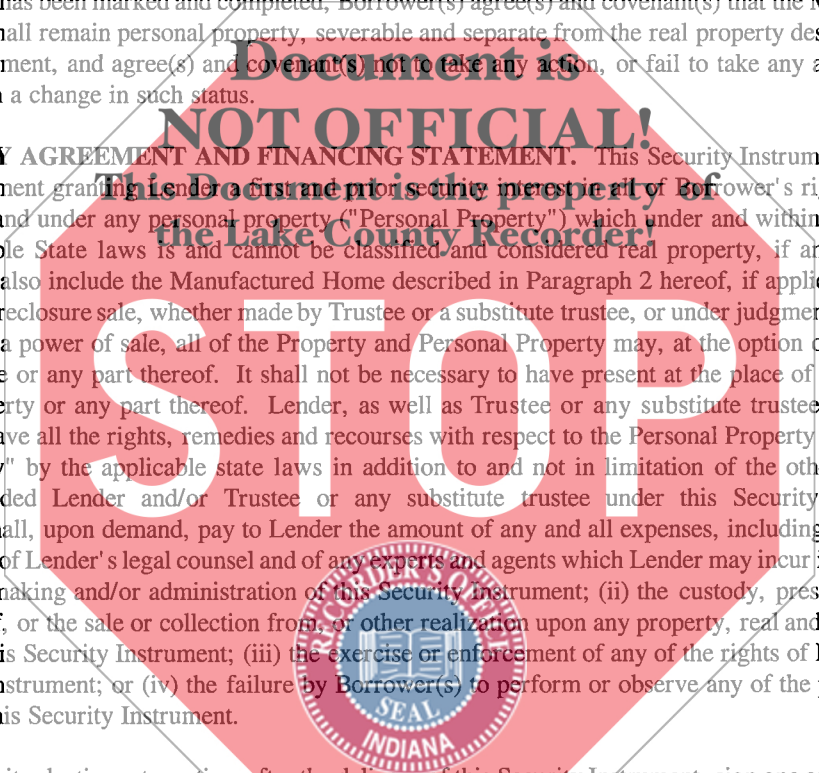 has been marked and completed, Borrower(s) agree(s) and covenant(s) that the
all remain personal property, severable and separate from the real property
Document is
ment, and agree(s) and covenant(s) not to take any action, or fail to take any
a change in such status.
NOT OFFICIAL!
Y AGREEMENT AND FINANCING STATEMENT. This Security Instrum
This Document is the property of
ment granting Lender a first and prior security interest in all of Borrower's ri
nd under any personal property ("Personal Property") which under and within
the Lake County Recorder!
le State laws is and cannot be classified and considered real property, if an
also include the Manufactured Home described in Paragraph 2 hereof, if appli
reclosure sale, whether made by Trustee or a substitute trustee, or under judgmen
a power of sale, all of the Property and Personal Property may, at the option
STOP
e or any part thereof. It shall not be necessary to have present at the place of
erty or any part thereof. Lender, as well as Trustee or any substitute trustee
ave all the rights, remedies and recourses with respect to the Personal Property
y" by the applicable state laws in addition to and not in limitation of the oth
ded Lender and/or Trustee or any substitute trustee under this Security
all, upon demand, pay to Lender the amount of any and all expenses, including
of Lender's legal counsel and of any experts and agents which Lender may incur
making and/or administration of this Security Instrument; (ii) the custody, pres
, or the sale or collection from, or other realization upon any property, real and
is Security Instrument; (iii) the exercise or enforcement of any of the rights of
nstrument; or (iv) the failure by Borrower(s) to perform or observe any of the
is Security Instrument.
RECORDER'S OFFICE
SEAL
INDIANA